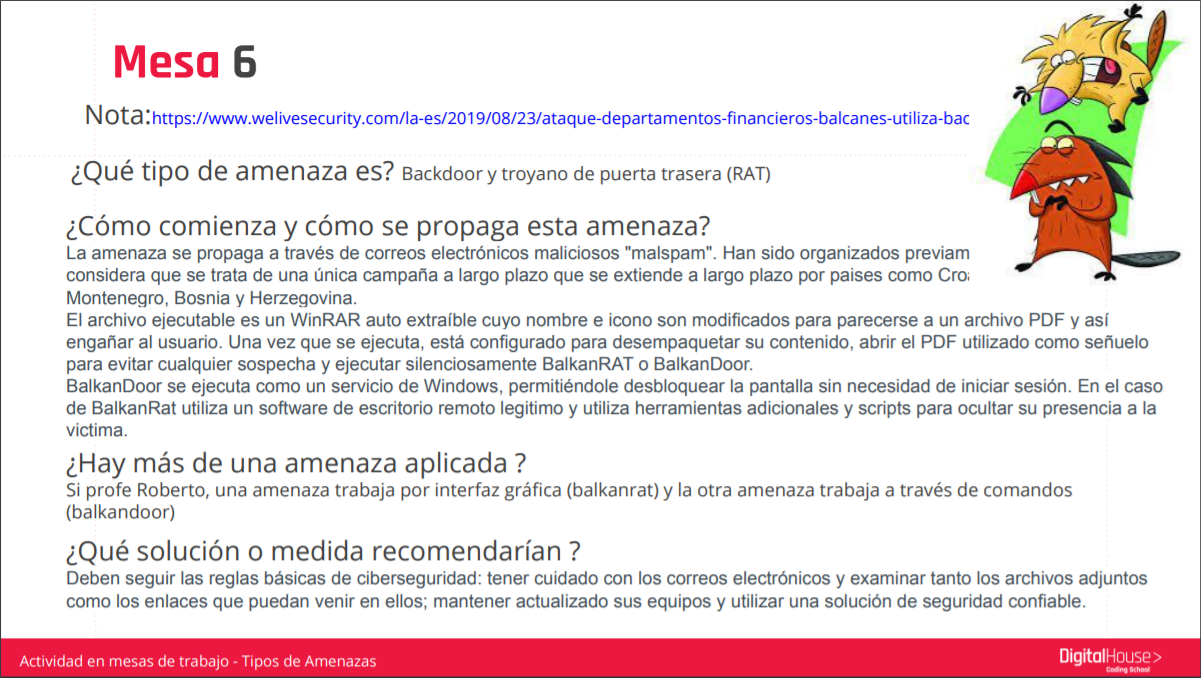 Mesa 6
Nota:https://www.welivesecurity.com/la-es/2019/08/23/ataque-departamentos-financieros-balcanes-utiliza-bac
¿Qué tipo de amenaza es? Backdoor y troyano de puerta trasera (RAT)
¿Cómo comienza y cómo se propaga esta amenaza?
La amenaza se propaga a través de correos electrónicos maliciosos "malspam". Han sido organizados previam
considera que se trata de una única campaña a largo plazo que se extiende a largo plazo por paises como Croa
Montenegro, Bosnia y Herzegovina.
El archivo ejecutable es un WinRAR auto extraíble cuyo nombre e icono son modificados para parecerse a un archivo PDF y así
engañar al usuario. Una vez que se ejecuta, está configurado para desempaquetar su contenido, abrir el PDF utilizado como señuelo
para evitar cualquier sospecha y ejecutar silenciosamente BalkanRAT o BalkanDoor.
BalkanDoor se ejecuta como un servicio de Windows, permitiéndole desbloquear la pantalla sin necesidad de iniciar sesión. En el caso
de BalkanRat utiliza un software de escritorio remoto legitimo y utiliza herramientas adicionales y scripts para ocultar su presencia a la
victima.
¿Hay más de una amenaza aplicada ?
Si profe Roberto, una amenaza trabaja por interfaz gráfica (balkanrat) y la otra amenaza trabaja a través de comandos
(balkandoor)
¿Qué solución o medida recomendarían ?
Deben seguir las reglas básicas de ciberseguridad: tener cuidado con los correos electrónicos y examinar tanto los archivos adjuntos
como los enlaces que puedan venir en ellos; mantener actualizado sus equipos y utilizar una solución de seguridad confiable.
Actividad en mesas de trabajo - Tipos de Amenazas
DigitalHouse>
Coding School